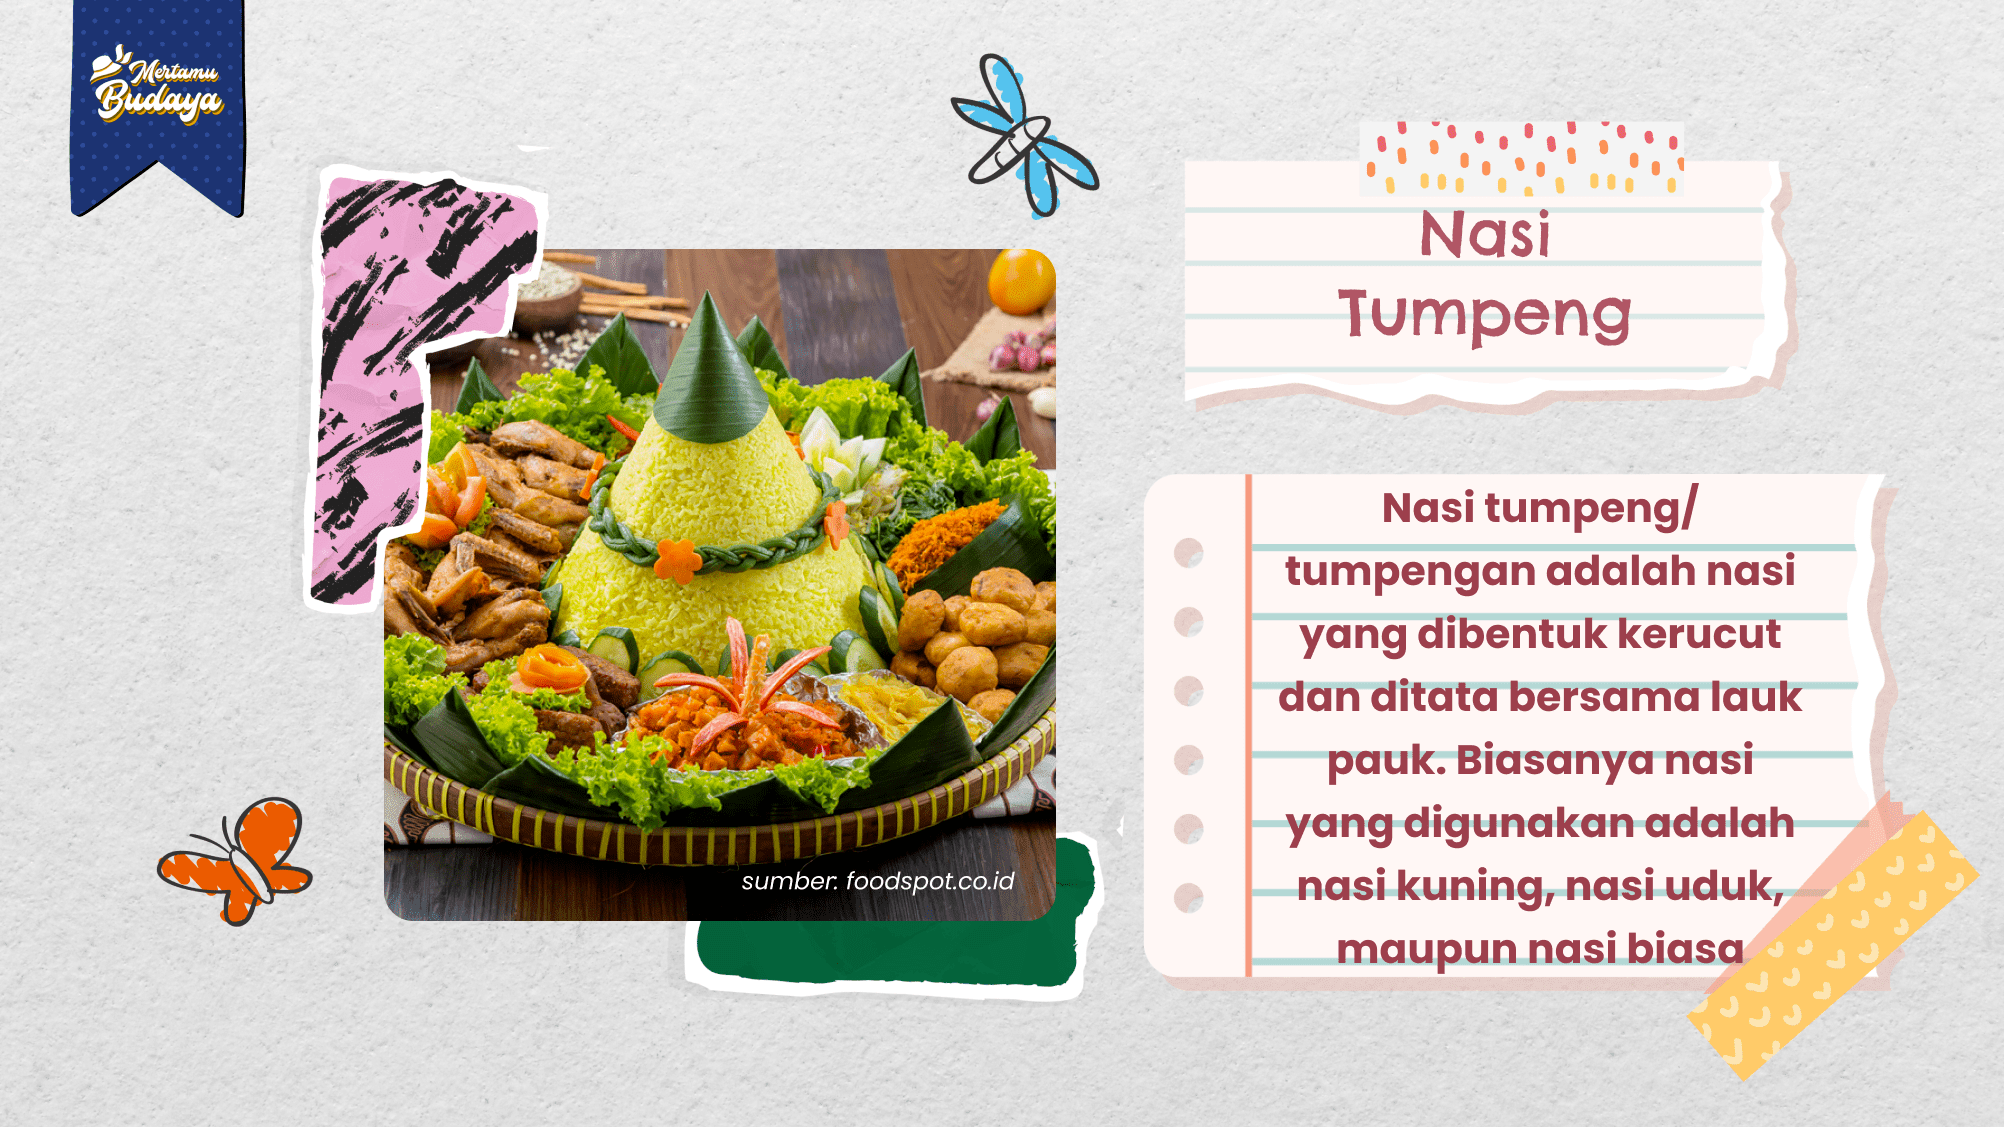 Mertamu
Budaya
Nasi
Tumpeng
Nasi tumpeng/
tumpengan adalah nasi
yang dibentuk kerucut
dan ditata bersama lauk
pauk. Biasanya nasi
yang digunakan adalah
nasi kuning, nasi uduk,
maupun nasi biasa
sumber: foodspot.co.id